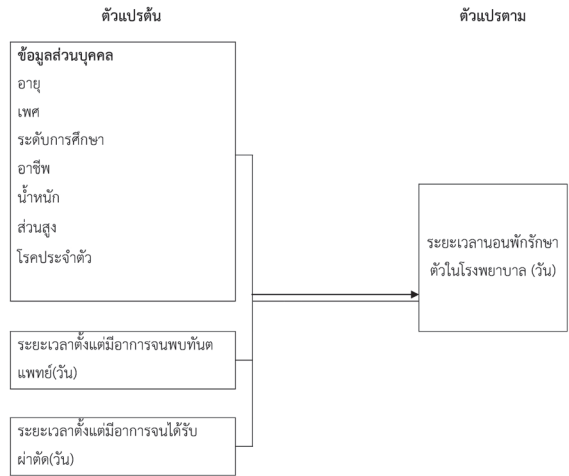 ตัวแปรต้น
ตัวแปรตาม
ข้อมูลส่วนบุคคล
อายุ
เพศ
ระดับการศึกษา
อาชีพ
น้ำหนัก
ส่วนสูง
โรคประจำตัว
ระยะเวลานอนพักรักษา
ตัวในโรงพยาบาล (วัน)
ระยะเวลาตั้งแต่มีอาการจนพบทันต
แพทย์(วัน)
ระยะเวลาตั้งแต่มีอาการจนได้รับ
ผ่าตัด(วัน)